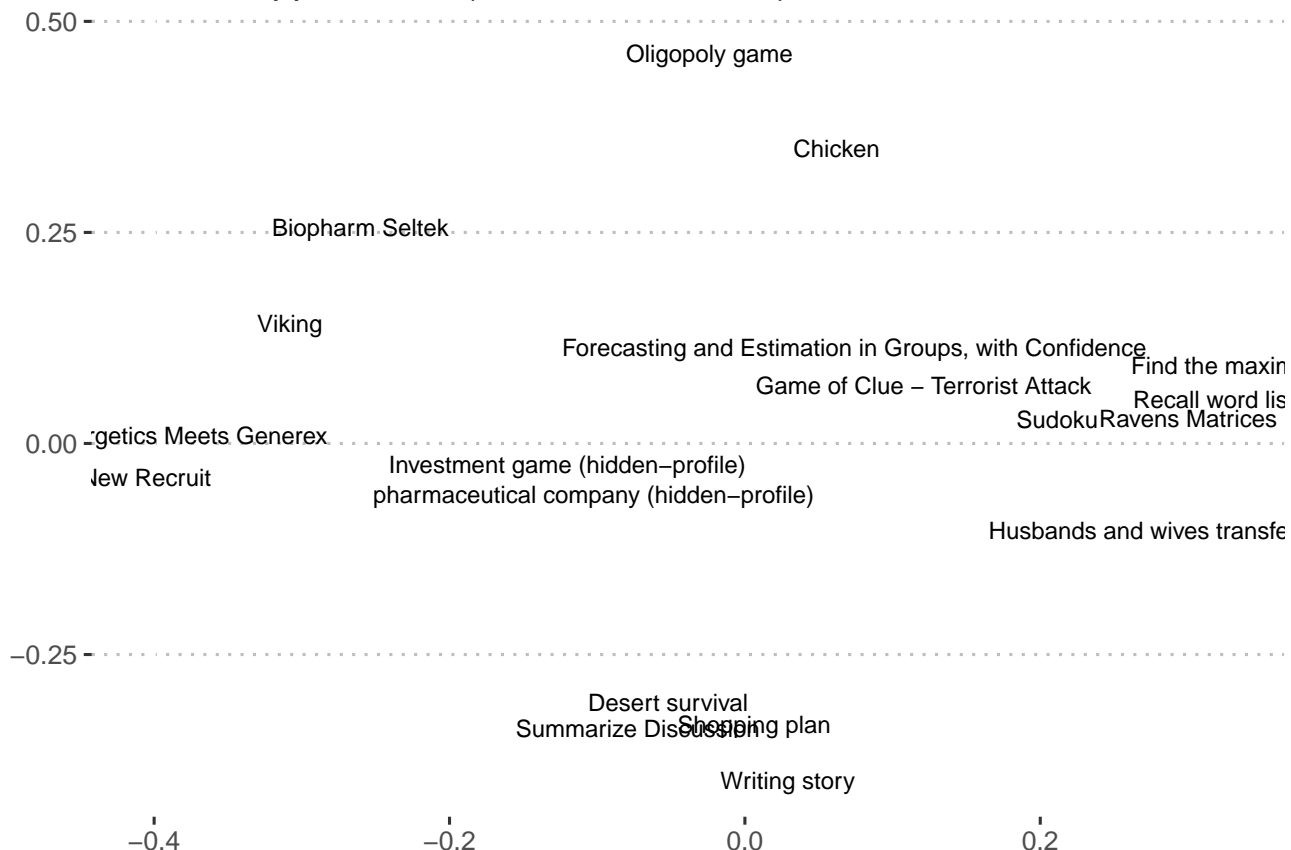 0.50
Oligopoly game
Chicken
0.25
Biopharm Seltek
Viking
Forecasting and Estimation in Groups, with Confidence
Find the maxim
Game of Clue − Terrorist Attack
Recall word lis
Sudoku
Ravens Matrices
0.00
rgetics Meets Generex
Investment game (hidden−profile)
New Recruit
pharmaceutical company (hidden−profile)
Husbands and wives transfe
−0.25
Desert survival
Shopping plan
Summarize Discussion
Writing story
−0.4
−0.2
0.0
0.2